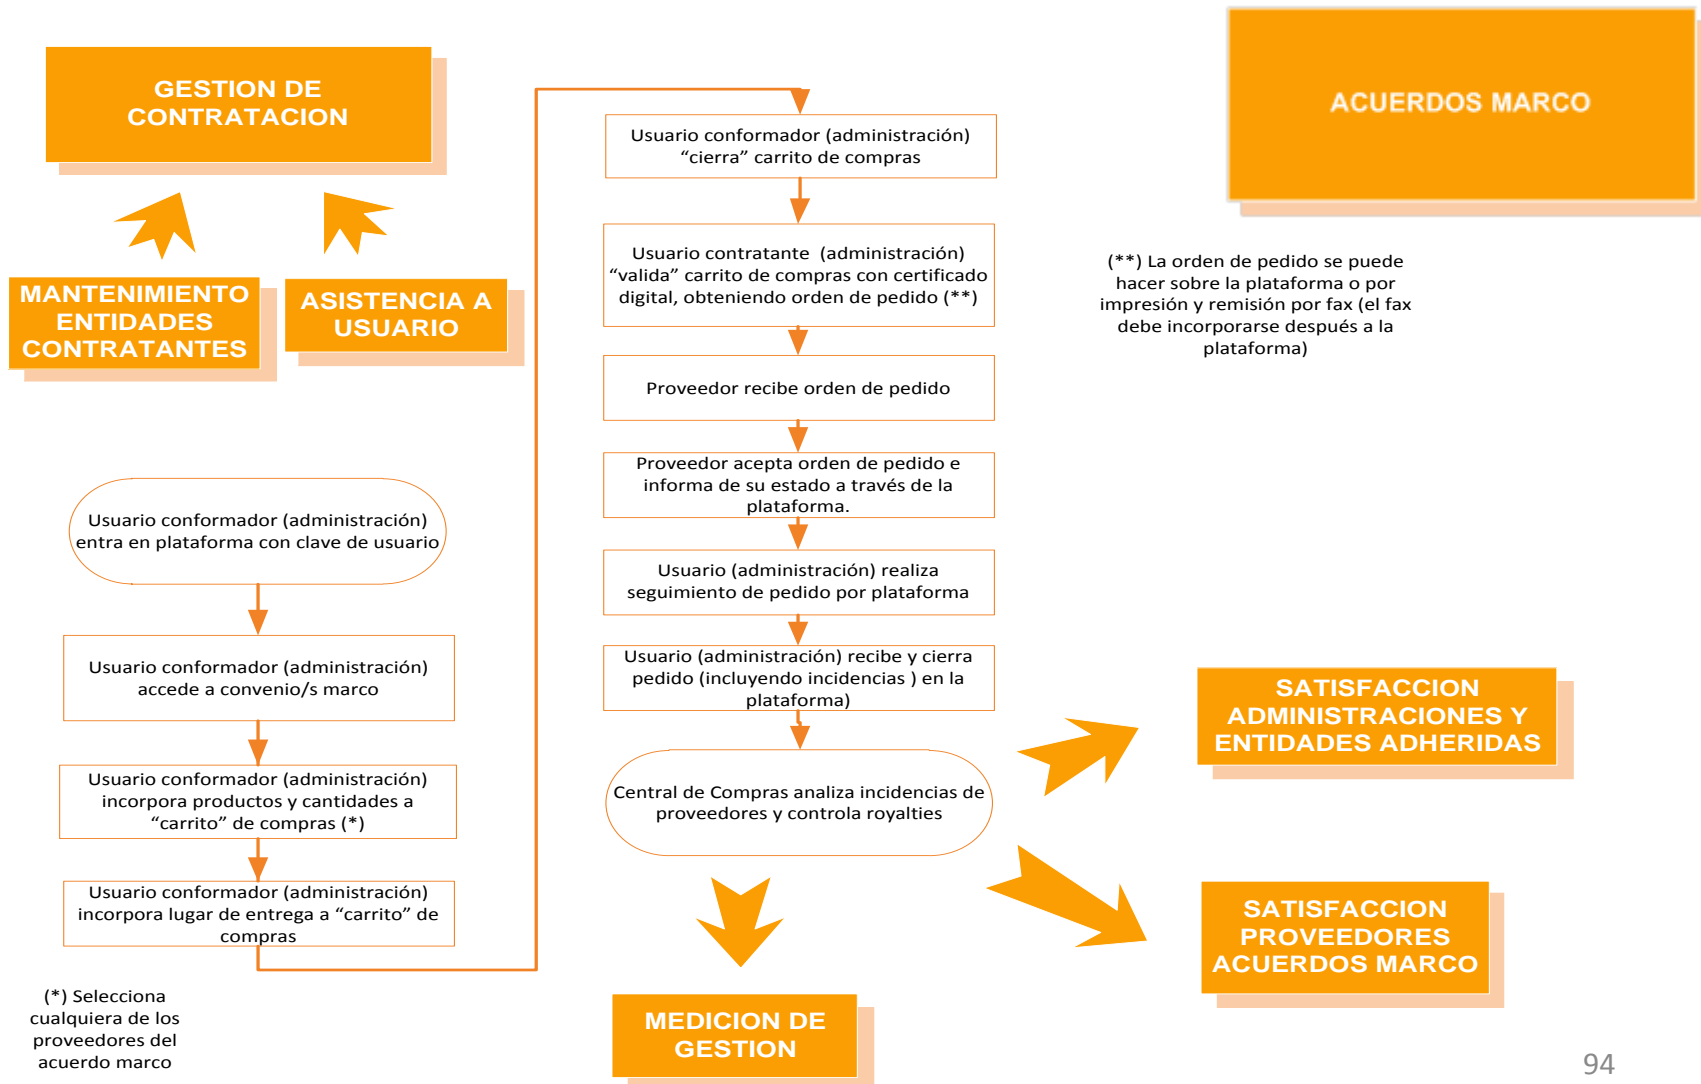 GESTION DE
CONTRATACION
MANTENIMIENTO
ENTIDADES
CONTRATANTES
ASISTENCIA A
USUARIO
Usuario conformador (administración)
entra en plataforma con clave de usuario
Usuario conformador (administración)
accede a convenio/s marco
Usuario conformador (administración)
incorpora productos y cantidades a
“carrito” de compras (*)
Usuario conformador (administración)
incorpora lugar de entrega a “carrito” de
compras
(*) Selecciona
cualquiera de los
proveedores del
acuerdo marco
Usuario conformador (administración)
“cierra” carrito de compras
Usuario contratante (administración)
“valida” carrito de compras con certificado
digital, obteniendo orden de pedido (**)
Proveedor recibe orden de pedido
Proveedor acepta orden de pedido e
informa de su estado a través de la
plataforma.
Usuario (administración) realiza
seguimiento de pedido por plataforma
Usuario (administración) recibe y cierra
pedido (incluyendo incidencias ) en la
plataforma)
Central de Compras analiza incidencias de
proveedores y controla royalties
MEDICION DE
GESTION
ACUERDOS MARCO
(**) La orden de pedido se puede
hacer sobre la plataforma o por
impresión y remisión por fax (el fax
debe incorporarse después a la
plataforma)
SATISFACCION
ADMINISTRACIONES Y
ENTIDADES ADHERIDAS
SATISFACCION
PROVEEDORES
ACUERDOS MARCO
94